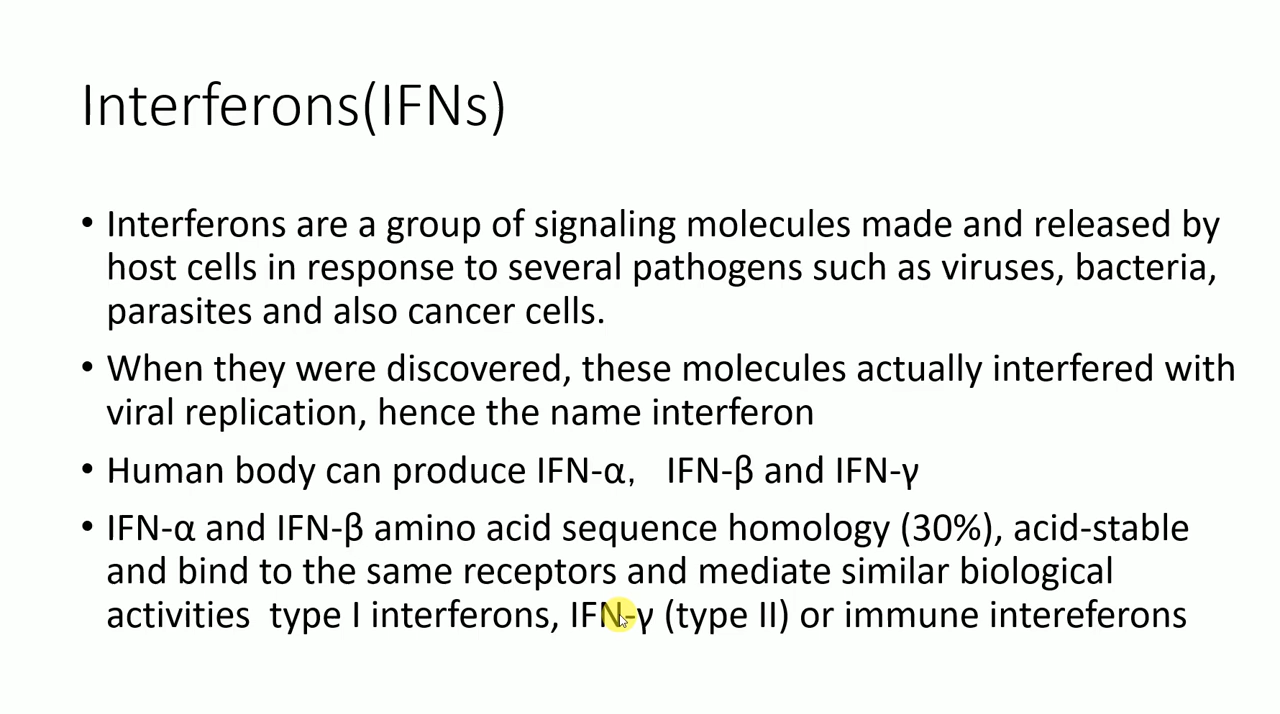 Interferons(IFNs)
• Interferons are a group of signaling molecules made and released by
host cells in response to several pathogens such as viruses, bacteria,
parasites and also cancer cells.
• When they were discovered, these molecules actually interfered with
viral replication, hence the name interferon
• Human body can produce IFN-α, IFN-β and IFN-γ
• IFN-α and IFN-β amino acid sequence homology (30%), acid-stable
and bind to the same receptors and mediate similar biological
activities type I interferons, IFN-γ (type II) or immune intereferons